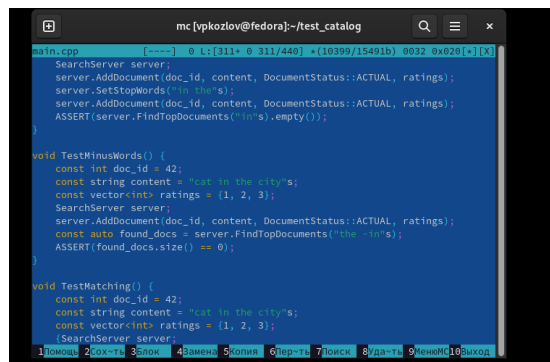 mc [vpkozlov@fedora]:~/test_catalog
main.cpp [----] 0 L:[311+ 0 311/440] *(10399/15491b) 0032 0x020[*][X]
SearchServer server;
server.AddDocument(doc_id, content, DocumentStatus::ACTUAL, ratings);
server.SetStopWords("in the"s);
server.AddDocument(doc_id, content, DocumentStatus::ACTUAL, ratings);
ASSERT(server.FindTopDocuments("in"s).empty());
}
void TestMinusWords() {
const int doc_id = 42;
const string content = "cat in the city"s;
const vector<int> ratings = {1, 2, 3};
SearchServer server;
server.AddDocument(doc_id, content, DocumentStatus::ACTUAL, ratings);
const auto found_docs = server.FindTopDocuments("the -in"s);
ASSERT(found_docs.size() == 0);
}
void TestMatching() {
const int doc_id = 42;
const string content = "cat in the city"s;
const vector<int> ratings = {1, 2, 3};
{SearchServer server;
1Помощь 2Сох~ть 3Блок 4Замена 5Копия 6Пер~ть 7Поиск 8Уда~ть 9МенюMC 10Выход